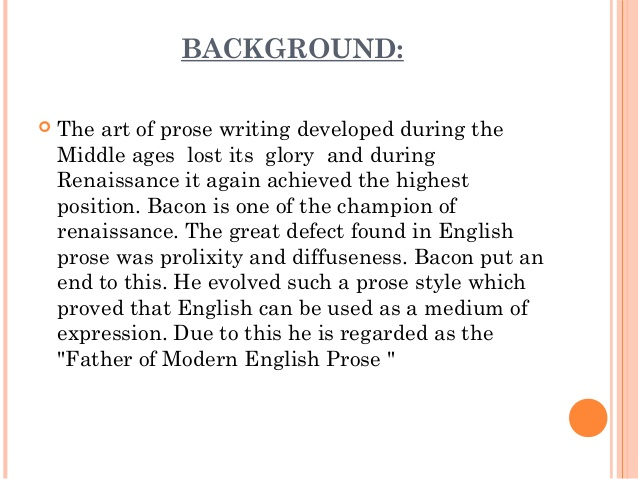 BACKGROUND:
The art of prose writing developed during the
Middle ages  lost its  glory  and during
Renaissance it again achieved the highest
position. Bacon is one of the champion of
renaissance. The great defect found in English
prose was prolixity and diffuseness. Bacon put an
end to this. He evolved such a prose style which
proved that English can be used as a medium of
expression. Due to this he is regarded as the
"Father of Modern English Prose "